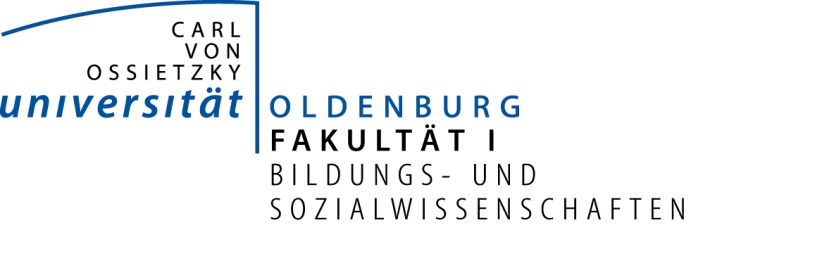 CARL
VON
OSSIETZKY
universität OLDENBURG
FAKULTÄT I
BILDUNGS- UND
SOZIALWISSENSCHAFTEN